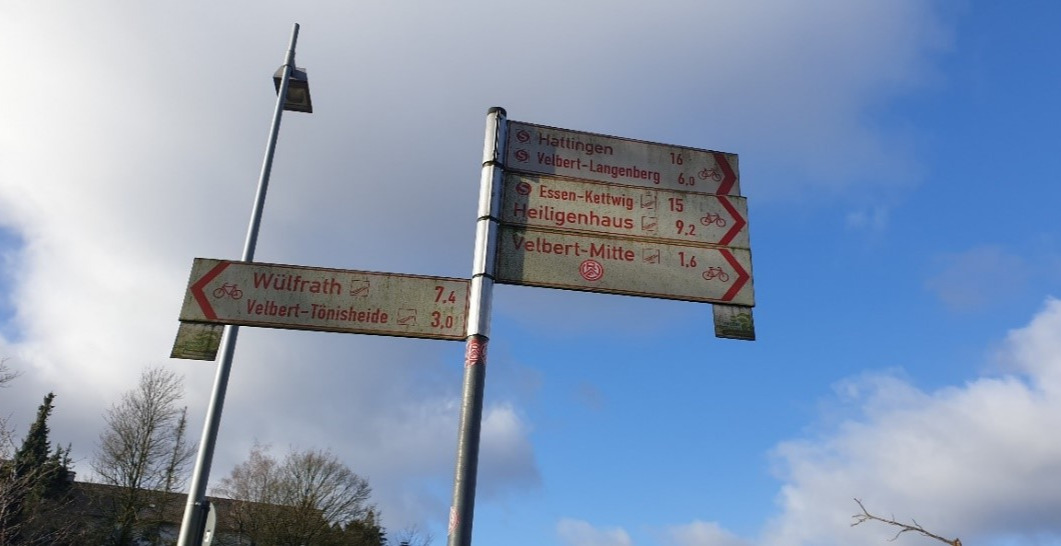 Hattingen 16
Velbert-Langenberg 6,0
Essen-Kettwig 15
Heiligenhaus 9,2
Velbert-Mitte 1,6
Wülfrath 7,4
Velbert-Tönisheide 3,0